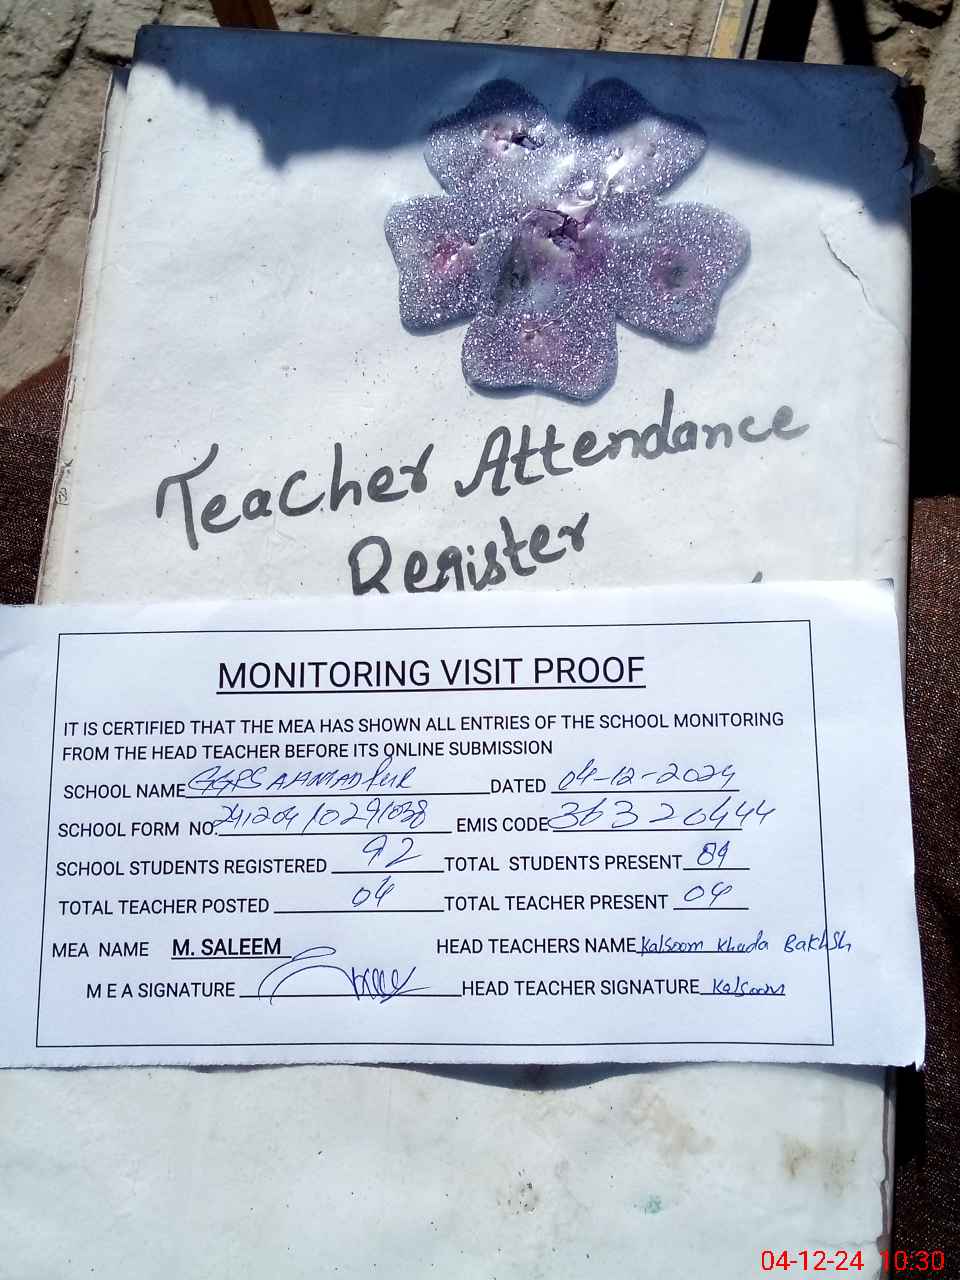 Teacher Attendance
Register
MONITORING VISIT PROOF
IT IS CERTIFIED THAT THE MEA HAS SHOWN ALL ENTRIES OF THE SCHOOL MONITORING
FROM THE HEAD TEACHER BEFORE ITS ONLINE SUBMISSION
SCHOOL NAME GGPS AHMAD PUR DATED 04-12-2024
SCHOOL FORM NO. EMIS CODE 36320444
SCHOOL STUDENTS REGISTERED 92 TOTAL STUDENTS PRESENT 89
TOTAL TEACHER POSTED 04 TOTAL TEACHER PRESENT 04
MEA NAME M. SALEEM HEAD TEACHERS NAME Kalsoom Khuda Bakhsh
M E A SIGNATURE HEAD TEACHER SIGNATURE Kalsoom
04-12-24 10:30